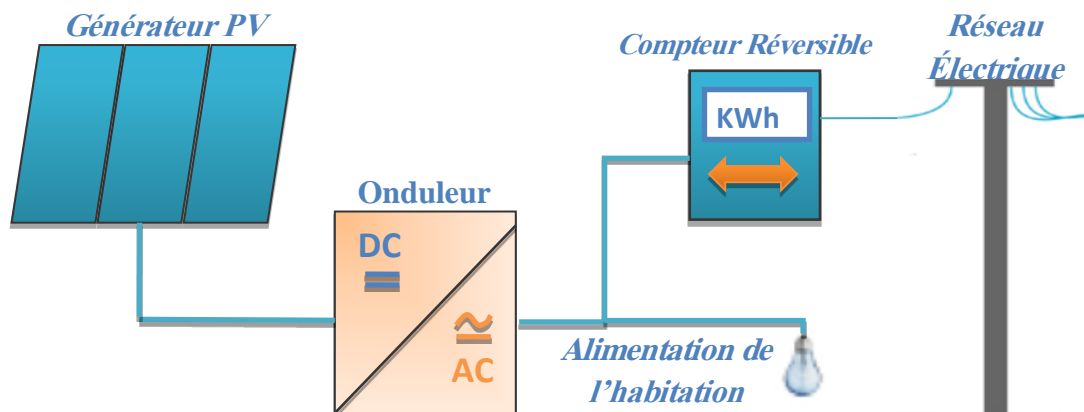 Générateur PV
Compteur Réversible
Réseau
Électrique
KWh
Onduleur
DC
AC
Alimentation de
l'habitation